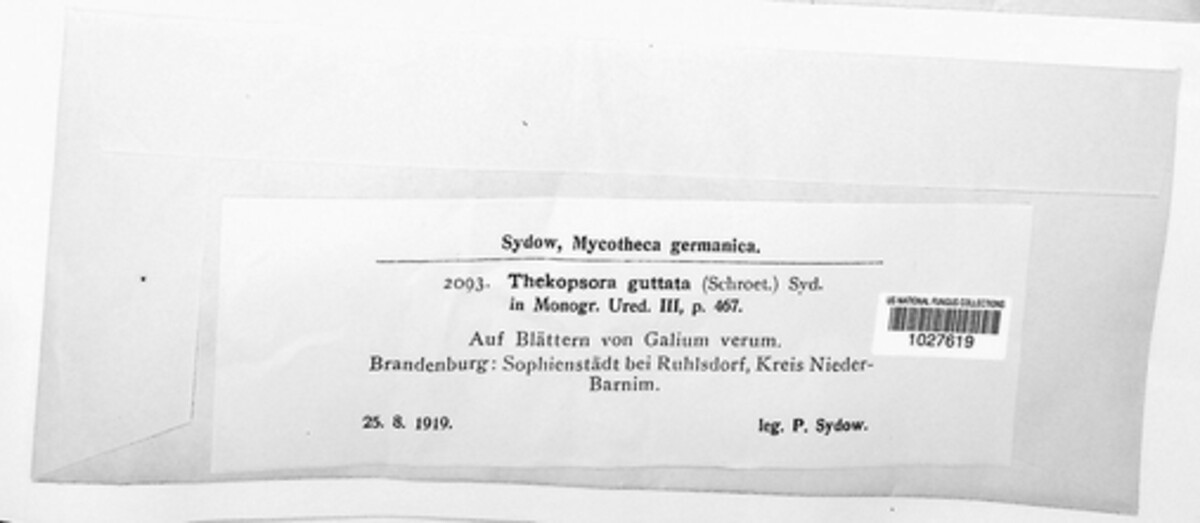 Sydow, Mycotheca germanica.
2093. Thekopsora guttata (Schroet.) Syd.
in Monogr. Ured. III, p. 467.
Auf Blättern von Galium verum.
Brandenburg: Sophienstädt bei Ruhlsdorf, Kreis Nieder-
Barnim.
25. 8. 1919. leg. P. Sydow.
US NATIONAL FUNGUS COLLECTIONS
1027619